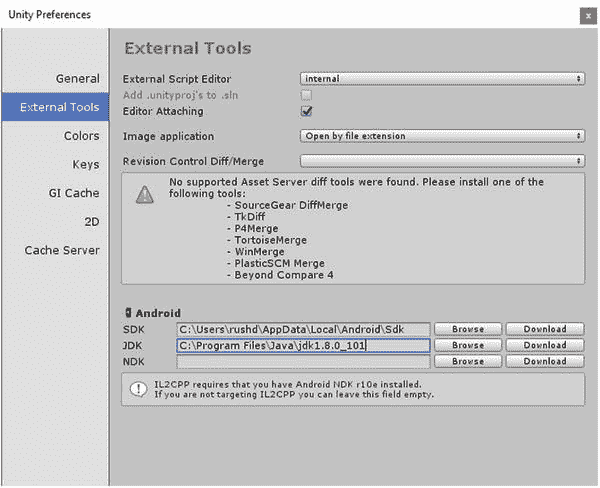 Unity Preferences
x
External Tools
General
External Tools
Colors
Keys
GI Cache
2D
Cache Server
External Script Editor
internal
Add .unityproj's to .sln
Editor Attaching
Image application
Open by file extension
Revision Control Diff/Merge
No supported Asset Server diff tools were found. Please install one of the
following tools:
- SourceGear DiffMerge
- TkDiff
- P4Merge
- TortoiseMerge
- WinMerge
- PlasticSCM Merge
- Beyond Compare 4
Android
SDK C:\Users\rushd\AppData\Local\Android\Sdk Browse Download
JDK C:\Program Files\Java\jdk1.8.0_101 Browse Download
NDK Browse Download
IL2CPP requires that you have Android NDK r10e installed.
If you are not targeting IL2CPP you can leave this field empty.